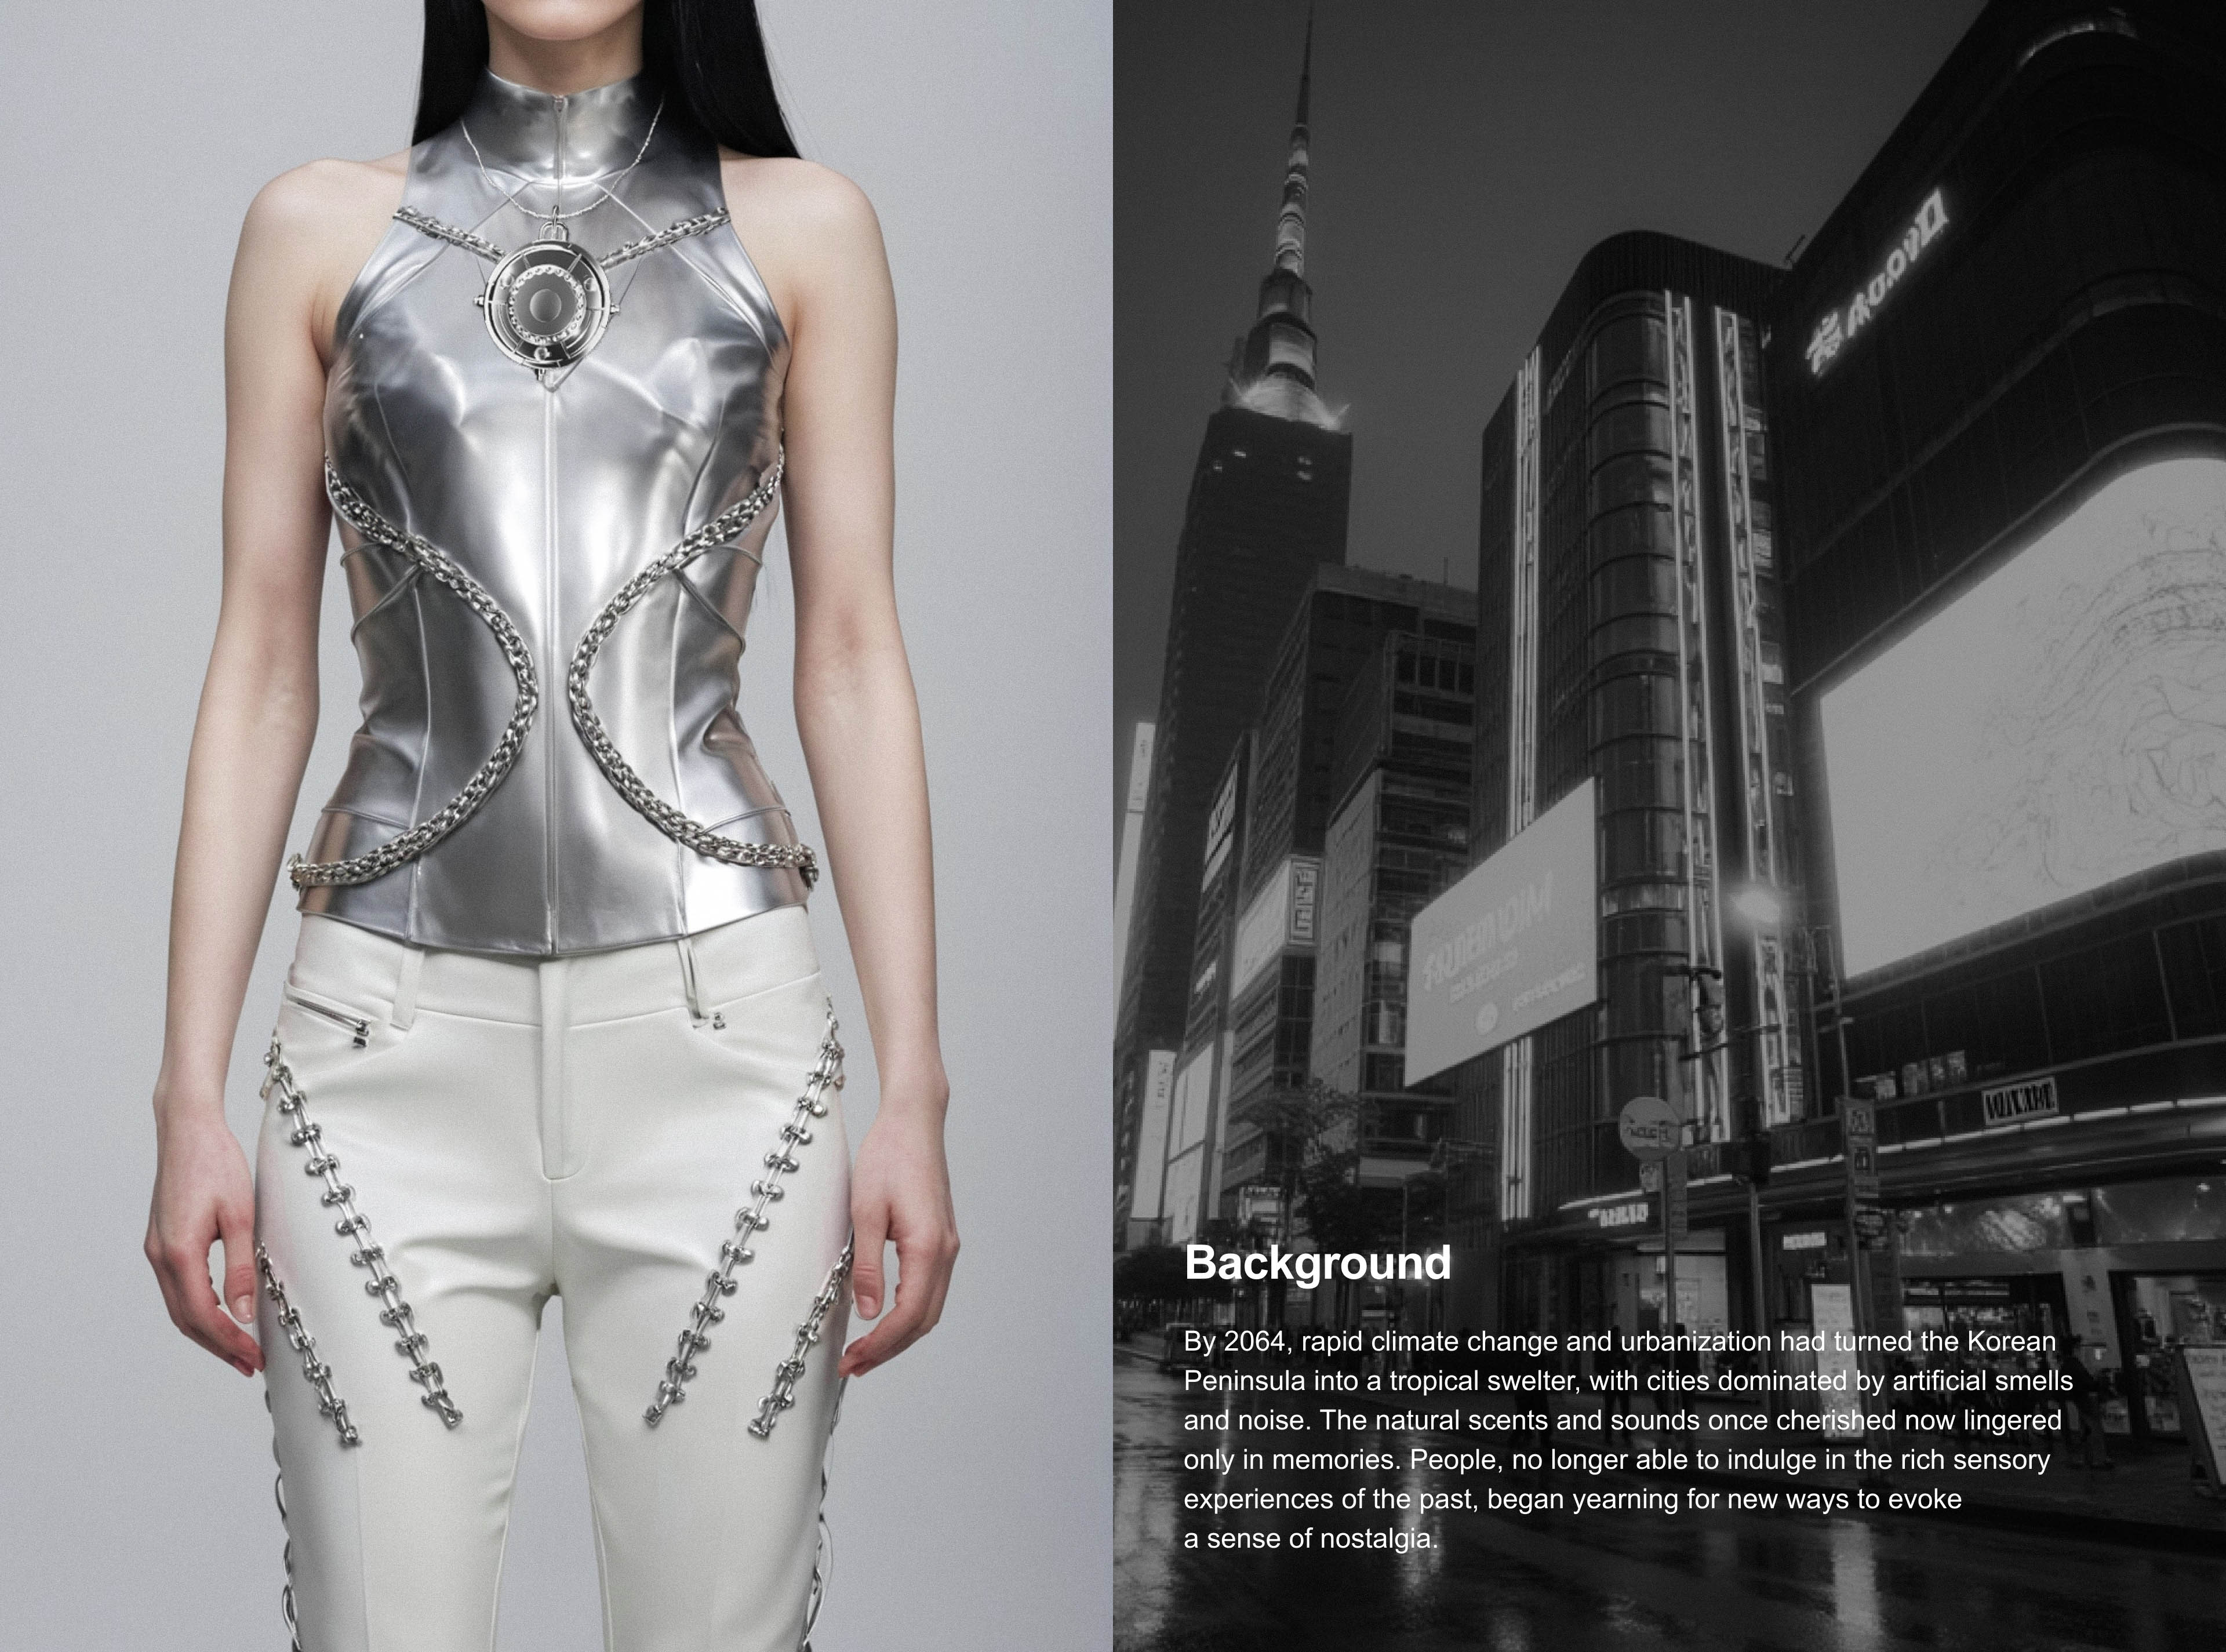 Background
By 2064, rapid climate change and urbanization had turned the Korean
Peninsula into a tropical swelter, with cities dominated by artificial smells
and noise. The natural scents and sounds once cherished now lingered
only in memories. People, no longer able to indulge in the rich sensory
experiences of the past, began yearning for new ways to evoke
a sense of nostalgia.